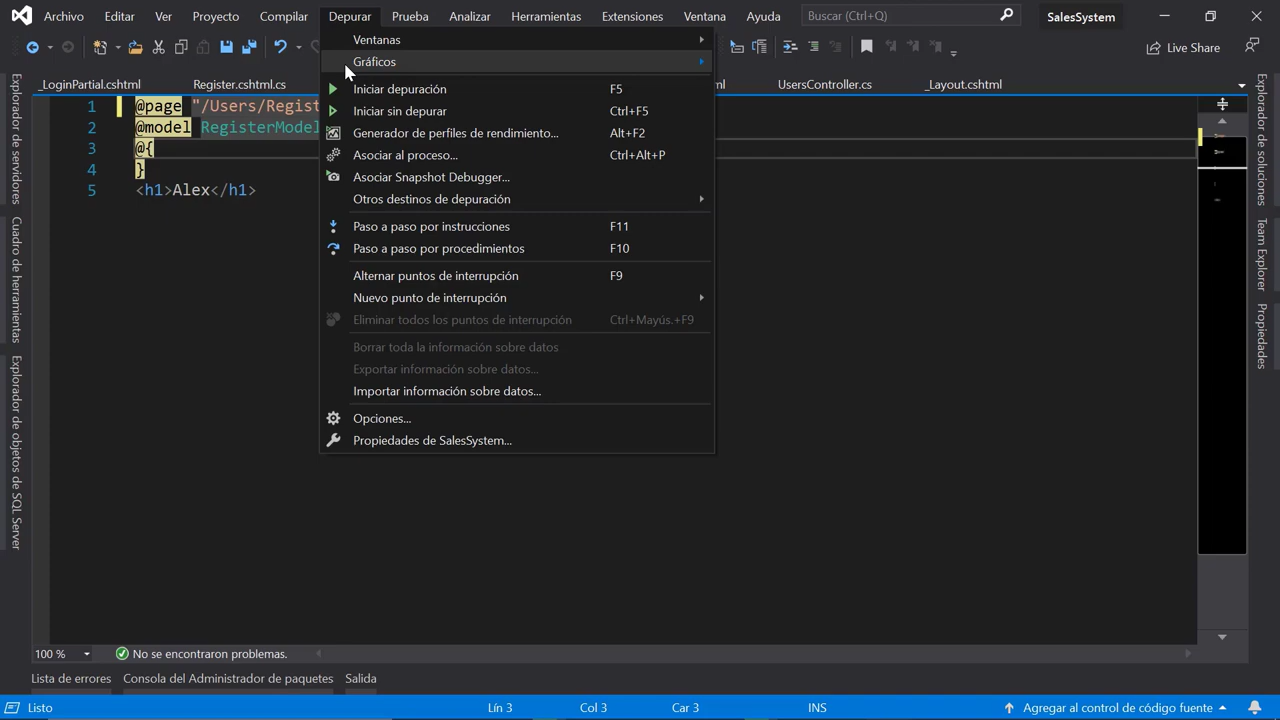 Archivo Editar Ver Proyecto Compilar Depurar Prueba Analizar Herramientas Extensiones Ventana Ayuda Buscar (Ctrl+Q) SalesSystem
Live Share
_LoginPartial.cshtml Register.cshtml.cs UsersController.cs _Layout.cshtml
Ventanas
Gráficos
Iniciar depuración F5
Iniciar sin depurar Ctrl+F5
Generador de perfiles de rendimiento... Alt+F2
Asociar al proceso... Ctrl+Alt+P
Asociar Snapshot Debugger...
Otros destinos de depuración
Paso a paso por instrucciones F11
Paso a paso por procedimientos F10
Alternar puntos de interrupción F9
Nuevo punto de interrupción
Eliminar todos los puntos de interrupción Ctrl+Mayús.+F9
Borrar toda la información sobre datos
Exportar información sobre datos...
Importar información sobre datos...
Opciones...
Propiedades de SalesSystem...
1 @page "/Users/Regist
2 @model RegisterModel
3 @{
4 }
5 <h1>Alex</h1>
Explorador de servidores
Cuadro de herramientas
Explorador de objetos de SQL Server
Explorador de soluciones
Team Explorer
Propiedades
100 % No se encontraron problemas.
Lista de errores Consola del Administrador de paquetes Salida
Listo Lín 3 Col 3 Car 3 INS Agregar al control de código fuente